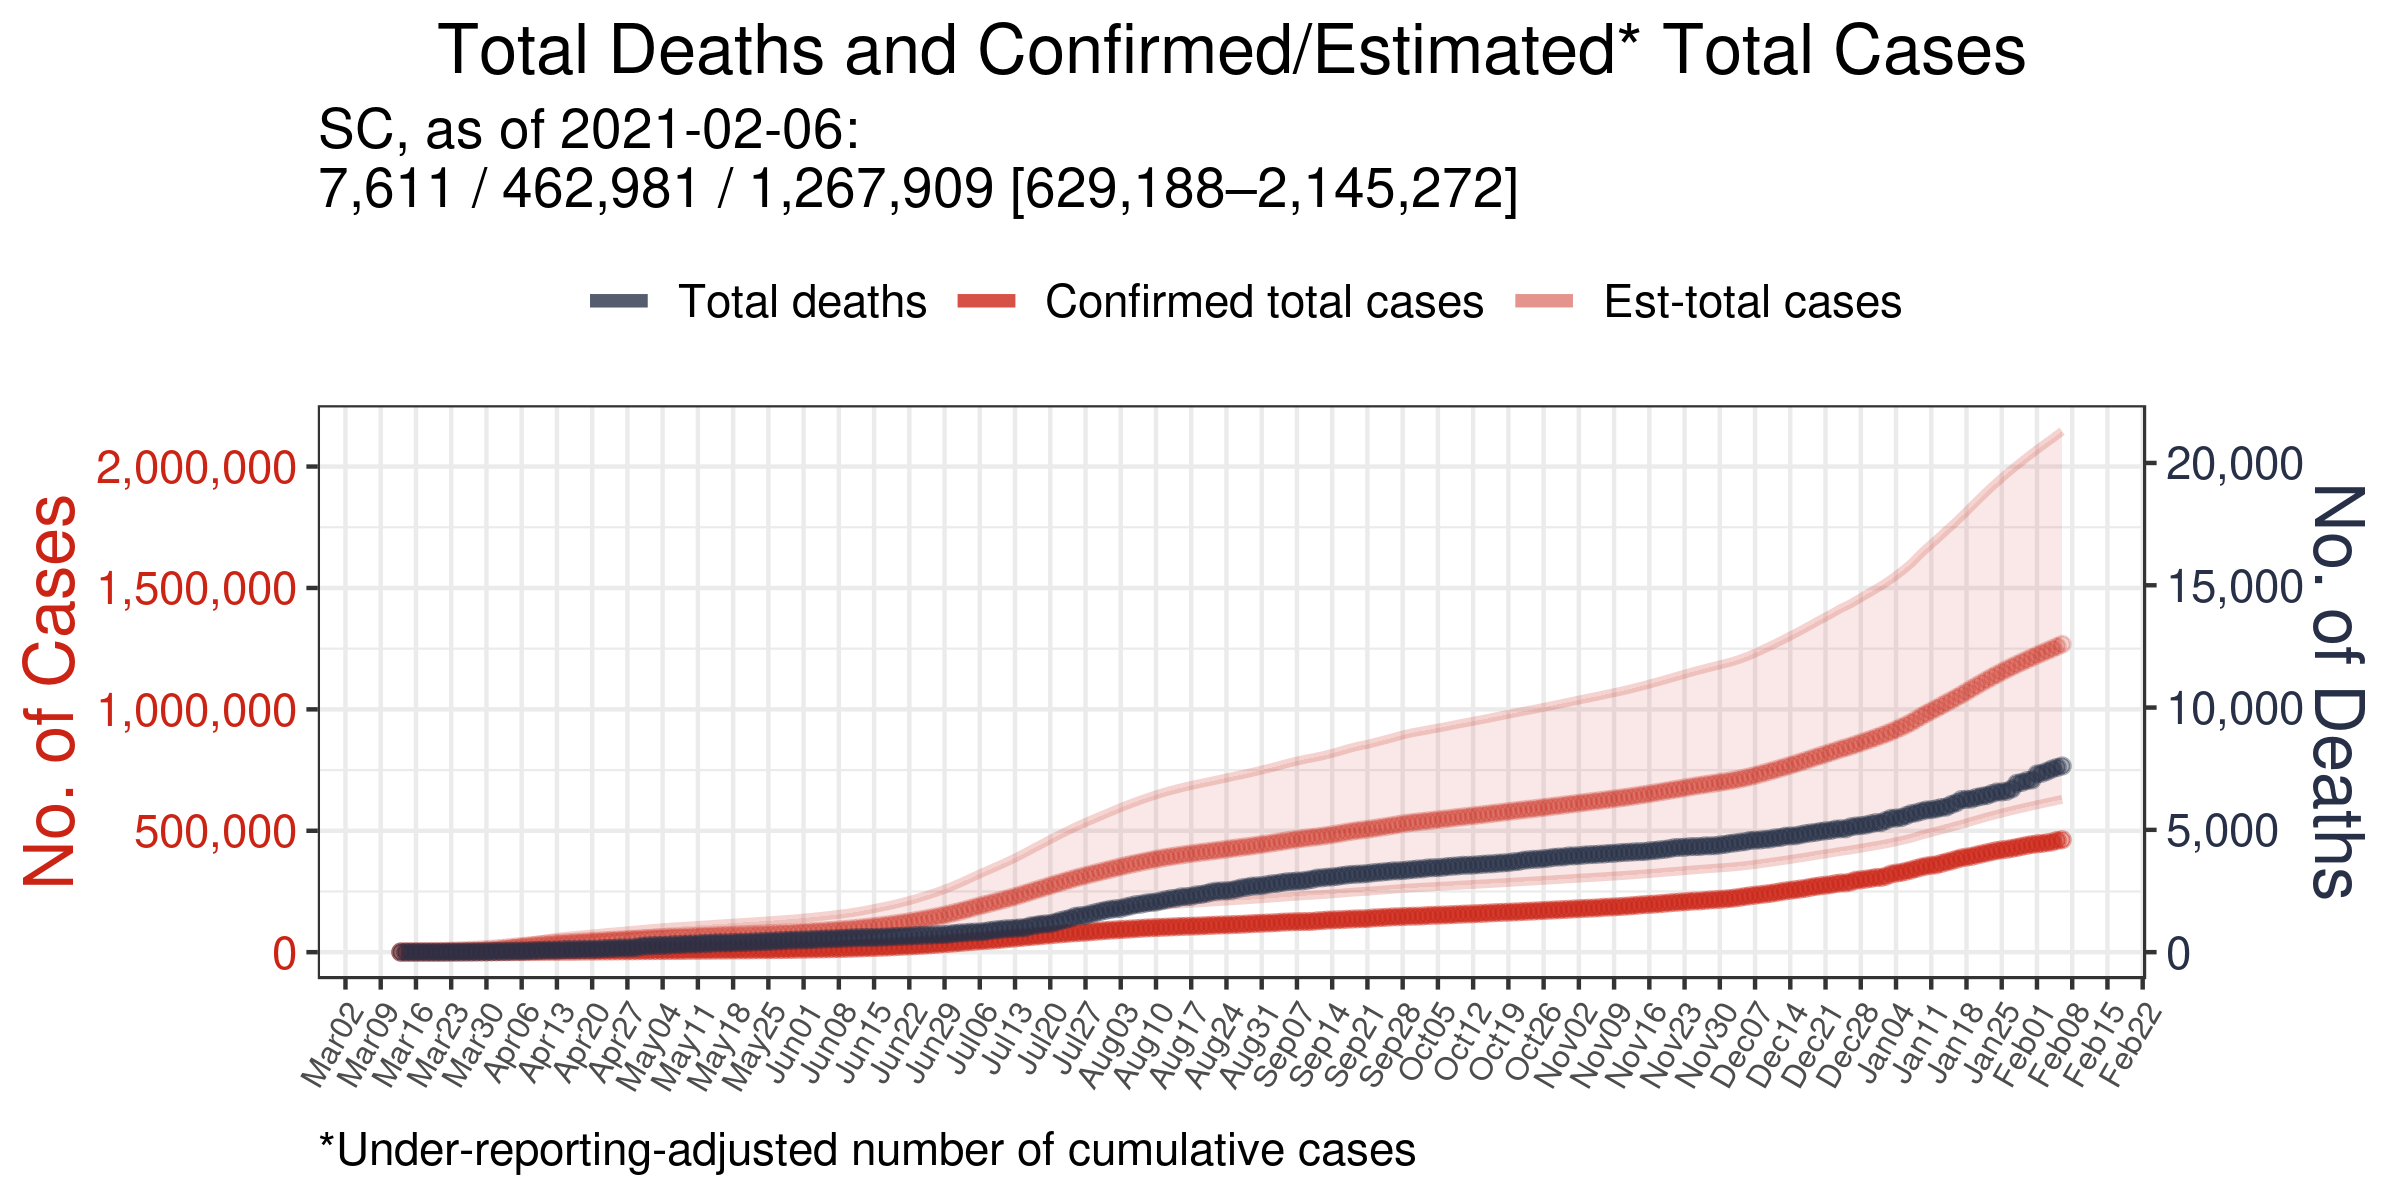 Total Deaths and Confirmed/Estimated* Total Cases
SC, as of 2021-02-06:
7,611 / 462,981 / 1,267,909 [629,188–2,145,272]
Total deaths
Confirmed total cases
Est-total cases
No. of Cases
2,000,000
1,500,000
1,000,000
500,000
0
20,000
15,000
10,000
5,000
0
No. of Deaths
Mar02
Mar09
Mar16
Mar23
Mar30
Apr06
Apr13
Apr20
Apr27
May04
May11
May18
May25
Jun01
Jun08
Jun15
Jun22
Jun29
Jul06
Jul13
Jul20
Jul27
Aug03
Aug10
Aug17
Aug24
Aug31
Sep07
Sep14
Sep21
Sep28
Oct05
Oct12
Oct19
Oct26
Nov02
Nov09
Nov16
Nov23
Nov30
Dec07
Dec14
Dec21
Dec28
Jan04
Jan11
Jan18
Jan25
Feb01
Feb08
Feb15
Feb22
*Under-reporting-adjusted number of cumulative cases